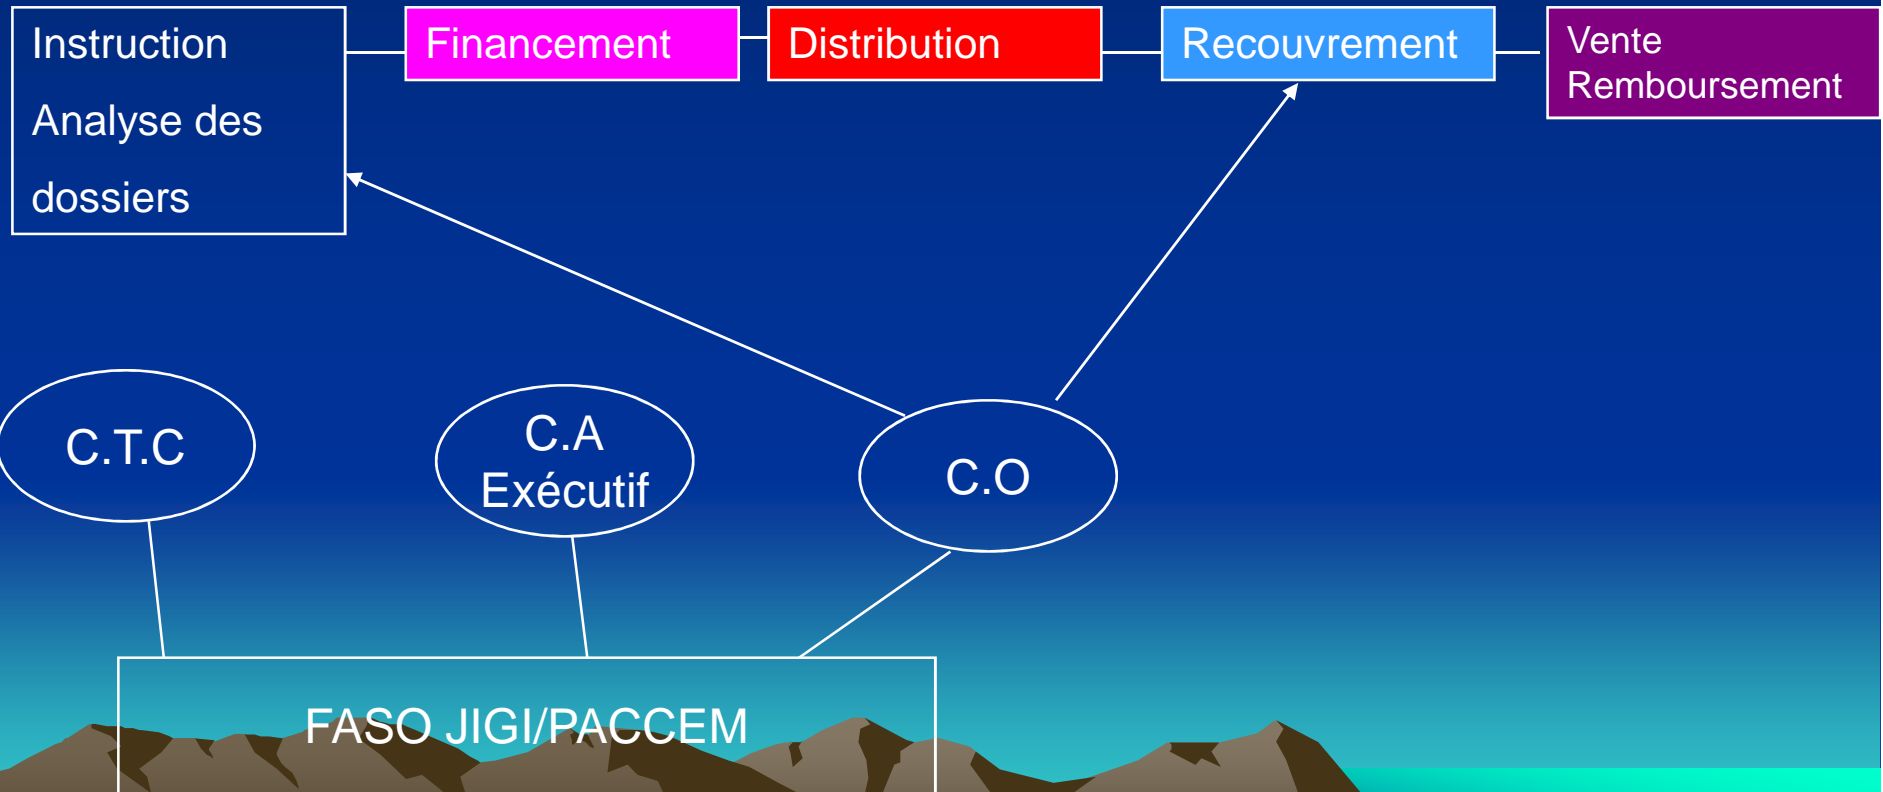 Instruction
Analyse des
dossiers
Financement
Distribution
Recouvrement
Vente
Remboursement
C.T.C
C.A
Exécutif
C.O
FASO JIGI/PACCEM